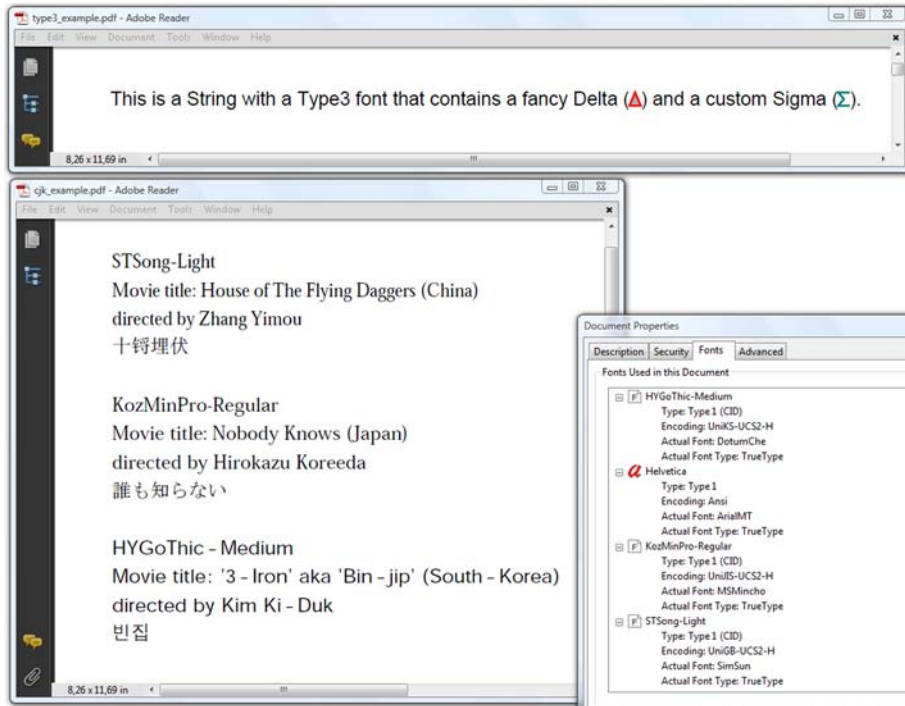 type3_example.pdf - Adobe Reader
File Edit View Document Tools Window Help
This is a String with a Type3 font that contains a fancy Delta (Δ) and a custom Sigma (Σ).
8,26 x 11,69 in
cjk_example.pdf - Adobe Reader
File Edit View Document Tools Window Help
STSong-Light
Movie title: House of The Flying Daggers (China)
directed by Zhang Yimou
十锊埋伏
KozMinPro-Regular
Movie title: Nobody Knows (Japan)
directed by Hirokazu Koreeda
誰も知らない
HYGoThic - Medium
Movie title: '3 - Iron' aka 'Bin - jip' (South - Korea)
directed by Kim Ki - Duk
빈집
8,26 x 11,69 in
Document Properties
Description Security Fonts Advanced
Fonts Used in this Document
HYGoThic-Medium
Type: Type 1 (CID)
Encoding: UniKS-UCS2-H
Actual Font: DotumChe
Actual Font Type: TrueType
Helvetica
Type: Type 1
Encoding: Ansi
Actual Font: ArialMT
Actual Font Type: TrueType
KozMinPro-Regular
Type: Type 1 (CID)
Encoding: UniJIS-UCS2-H
Actual Font: MSMincho
Actual Font Type: TrueType
STSong-Light
Type: Type 1 (CID)
Encoding: UniGB-UCS2-H
Actual Font: SimSun
Actual Font Type: TrueType